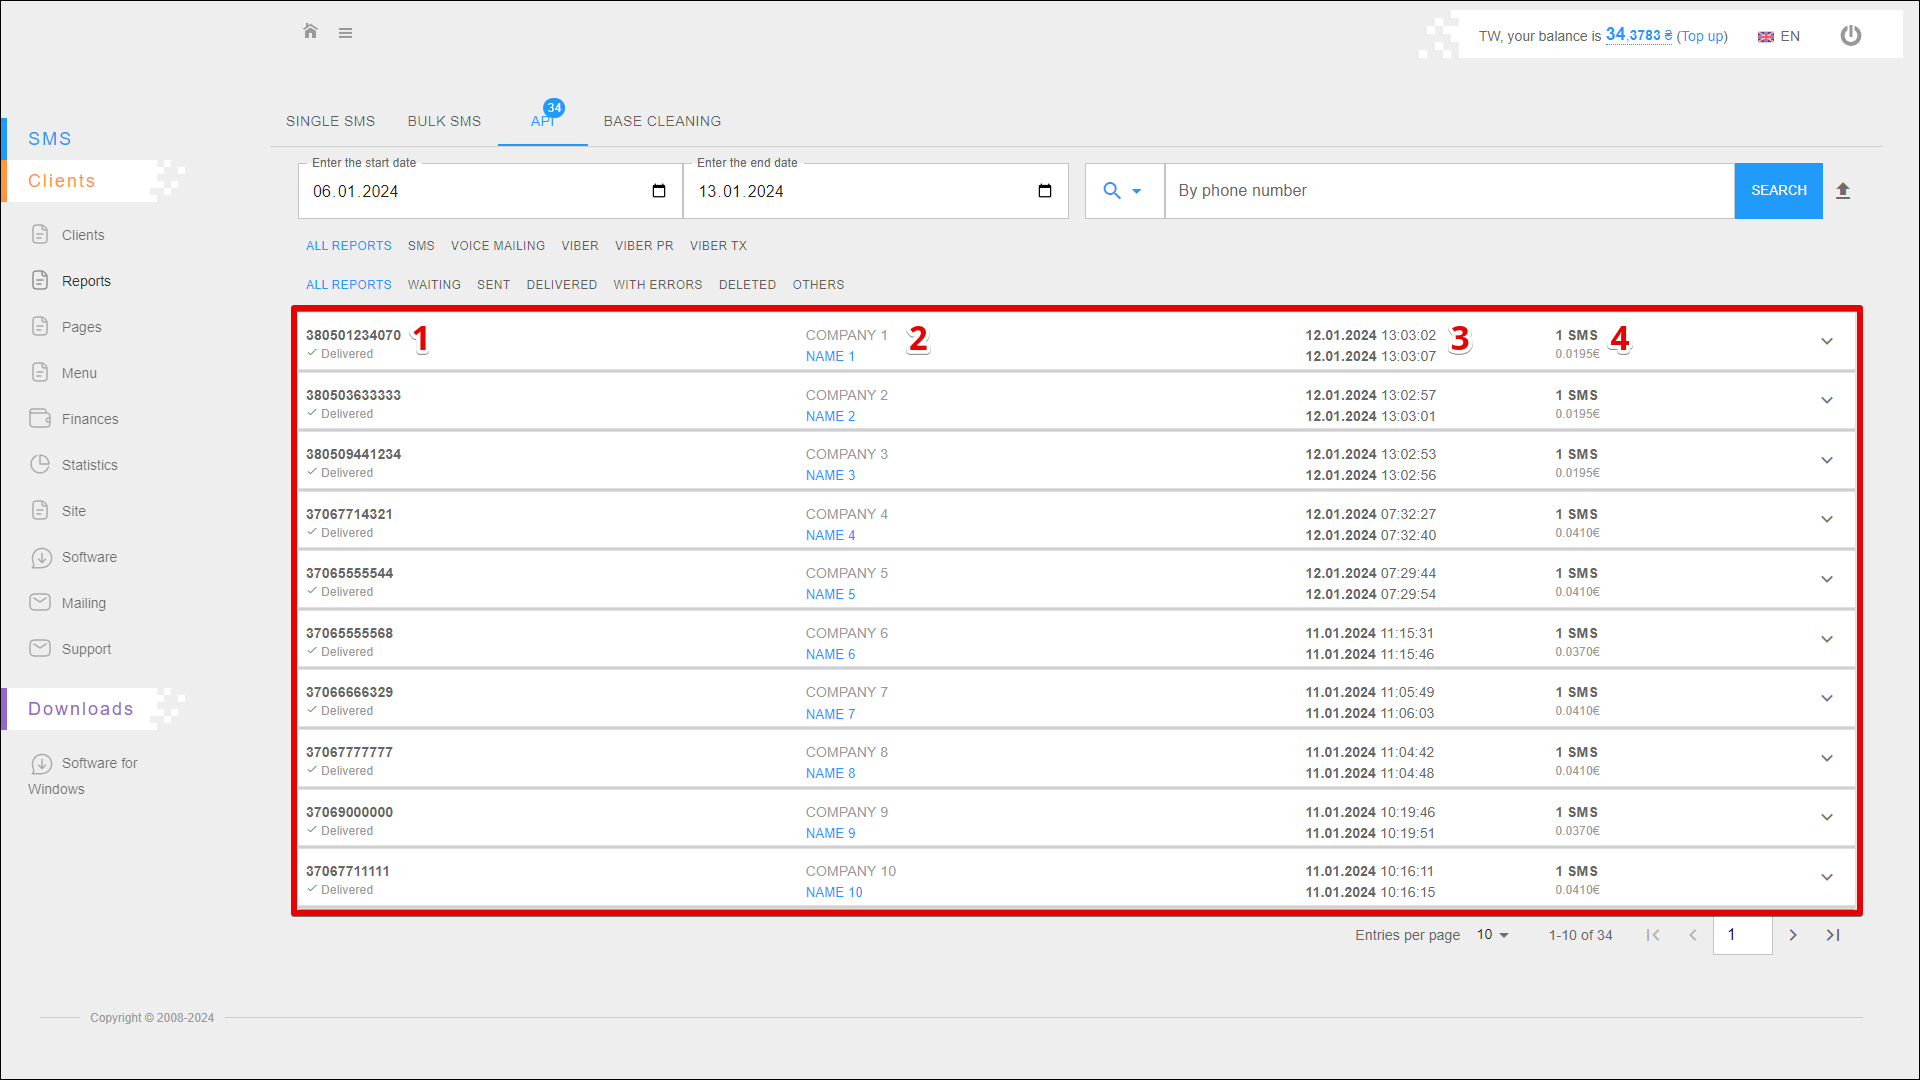 TW, your balance is 34,3783 ₴ (Top up)
EN
SINGLE SMS
BULK SMS
API
34
BASE CLEANING
SMS
Clients
Clients
Reports
Pages
Menu
Finances
Statistics
Site
Software
Mailing
Support
Downloads
Software for
Windows
Enter the start date
06.01.2024
Enter the end date
13.01.2024
By phone number
SEARCH
ALL REPORTS SMS VOICE MAILING VIBER VIBER PR VIBER TX
ALL REPORTS WAITING SENT DELIVERED WITH ERRORS DELETED OTHERS
380501234070 1 COMPANY 1 2 12.01.2024 13:03:02 3 1 SMS 4
Delivered NAME 1 12.01.2024 13:03:07 0.0195€
380503633333 COMPANY 2 12.01.2024 13:02:57 1 SMS
Delivered NAME 2 12.01.2024 13:03:01 0.0195€
380509441234 COMPANY 3 12.01.2024 13:02:53 1 SMS
Delivered NAME 3 12.01.2024 13:02:56 0.0195€
37067714321 COMPANY 4 12.01.2024 07:32:27 1 SMS
Delivered NAME 4 12.01.2024 07:32:40 0.0410€
37065555544 COMPANY 5 12.01.2024 07:29:44 1 SMS
Delivered NAME 5 12.01.2024 07:29:54 0.0410€
37065555568 COMPANY 6 11.01.2024 11:15:31 1 SMS
Delivered NAME 6 11.01.2024 11:15:46 0.0370€
37066666329 COMPANY 7 11.01.2024 11:05:49 1 SMS
Delivered NAME 7 11.01.2024 11:06:03 0.0410€
37067777777 COMPANY 8 11.01.2024 11:04:42 1 SMS
Delivered NAME 8 11.01.2024 11:04:48 0.0410€
37069000000 COMPANY 9 11.01.2024 10:19:46 1 SMS
Delivered NAME 9 11.01.2024 10:19:51 0.0370€
37067711111 COMPANY 10 11.01.2024 10:16:11 1 SMS
Delivered NAME 10 11.01.2024 10:16:15 0.0410€
Entries per page 10 1-10 of 34 1
Copyright © 2008-2024